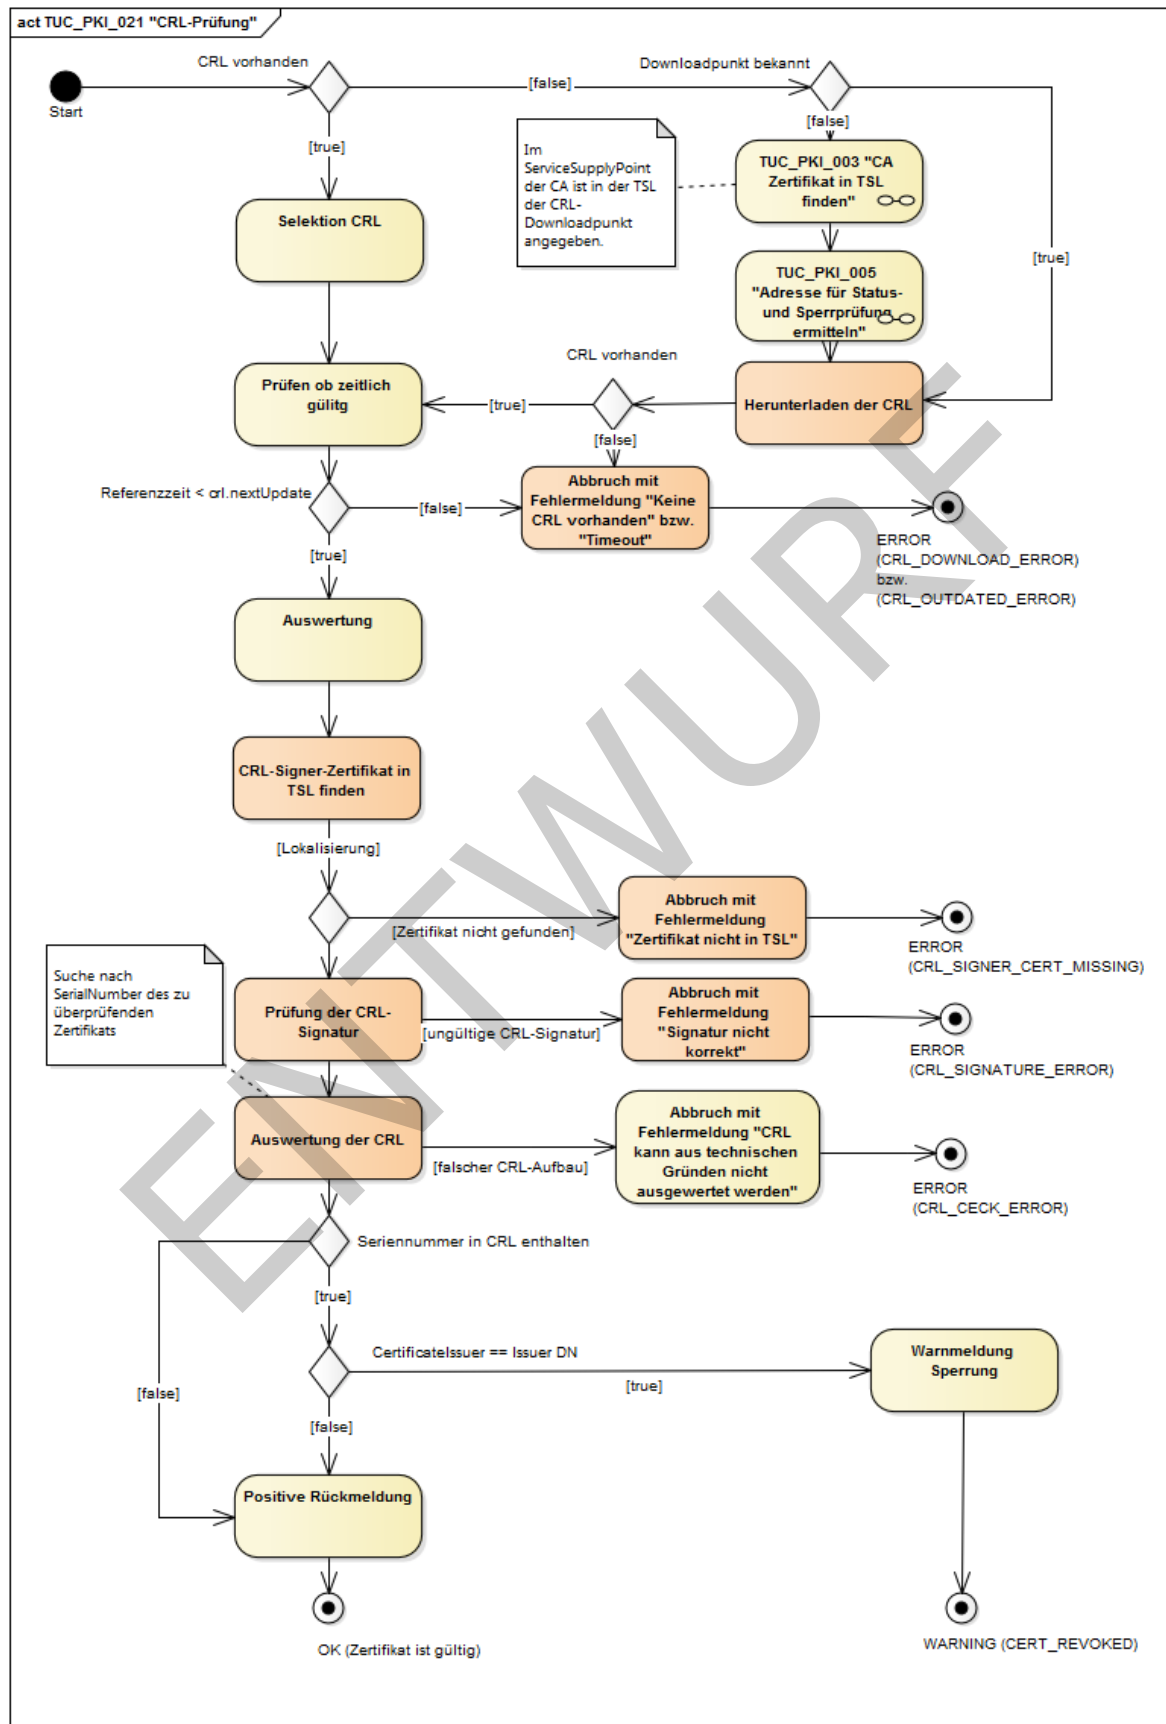 act TUC_PKI_021 "CRL-Prüfung"
CRL vorhanden
Downloadpunkt bekannt
Start
[false]
[false]
[true]
[true]
Im
ServiceSupplyPoint
der CA ist in der TSL
der CRL-
Downloadpunkt
angegeben.
TUC_PKI_003 "CA
Zertifikat in TSL
finden"
Selektion CRL
TUC_PKI_005
"Adresse für Status-
und Sperrprüfung
ermitteln"
CRL vorhanden
Prüfen ob zeitlich
gülitg
[true]
Herunterladen der CRL
[false]
Referenzzeit < crl.nextUpdate
[false]
Abbruch mit
Fehlermeldung "Keine
CRL vorhanden" bzw.
"Timeout"
ERROR
(CRL_DOWNLOAD_ERROR)
bzw.
(CRL_OUTDATED_ERROR)
[true]
Auswertung
CRL-Signer-Zertifikat in
TSL finden
[Lokalisierung]
[Zertifikat nicht gefunden]
Abbruch mit
Fehlermeldung
"Zertifikat nicht in TSL"
ERROR
(CRL_SIGNER_CERT_MISSING)
Suche nach
SerialNumber des zu
überprüfenden
Zertifikats
Prüfung der CRL-
Signatur
[ungültige CRL-Signatur]
Abbruch mit
Fehlermeldung
"Signatur nicht
korrekt"
ERROR
(CRL_SIGNATURE_ERROR)
Auswertung der CRL
[falscher CRL-Aufbau]
Abbruch mit
Fehlermeldung "CRL
kann aus technischen
Gründen nicht
ausgewertet werden"
ERROR
(CRL_CECK_ERROR)
Seriennummer in CRL enthalten
[true]
CertificateIssuer == Issuer DN
[true]
Warnmeldung
Sperrung
[false]
[false]
Positive Rückmeldung
OK (Zertifikat ist gültig)
WARNING (CERT_REVOKED)
ENTWURF